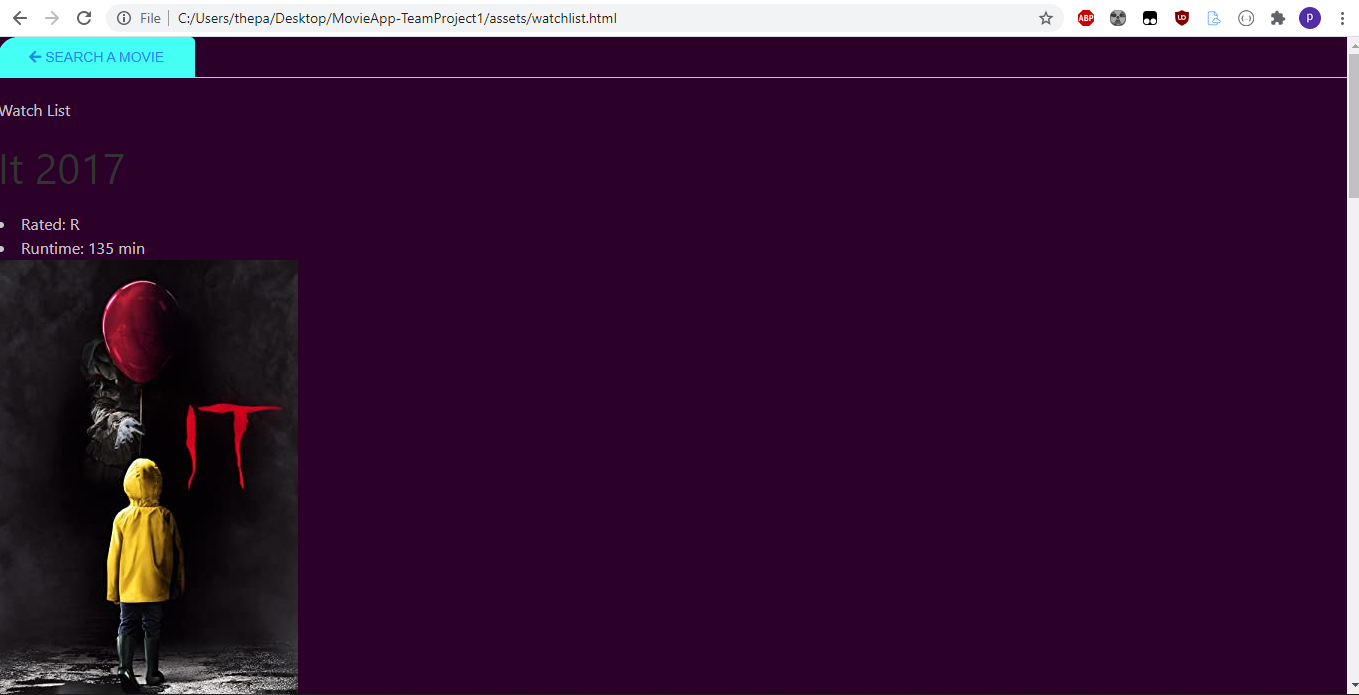 File C:/Users/thepa/Desktop/MovieApp-TeamProject1/assets/watchlist.html ABP UD P
SEARCH A MOVIE
Watch List
It 2017
Rated: R
Runtime: 135 min
IT